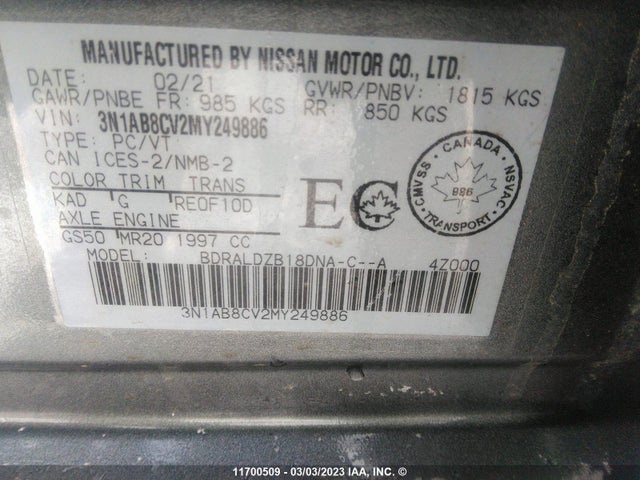 MANUFACTURED BY NISSAN MOTOR CO., LTD.
DATE: 02/21 GVWR/PNBV: 1815 KGS
GAWR/PNBE FR: 985 KGS RR: 850 KGS
VIN: 3N1AB8CV2MY249886
TYPE: PC/VT
CAN ICES-2/NMB-2
COLOR TRIM TRANS
KAD G RE0F10D
AXLE ENGINE
GS50 MR20 1997 CC
MODEL: BDRALDZB18DNA-C--A 4Z000
3N1AB8CV2MY249886
EC
CANADA
CMVSS NSVAC
886
TRANSPORT
11700509 — 03/03/2023 IAA, INC. ©